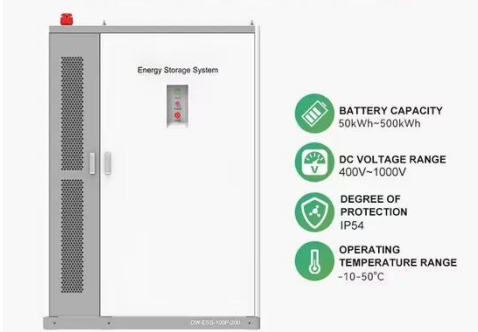 Energy Storage System
BATTERY CAPACITY
50kWh~500kWh
DC VOLTAGE RANGE
400V~1000V
V
DEGREE OF
PROTECTION
IP54
OPERATING
TEMPERATURE RANGE
-10-50°C